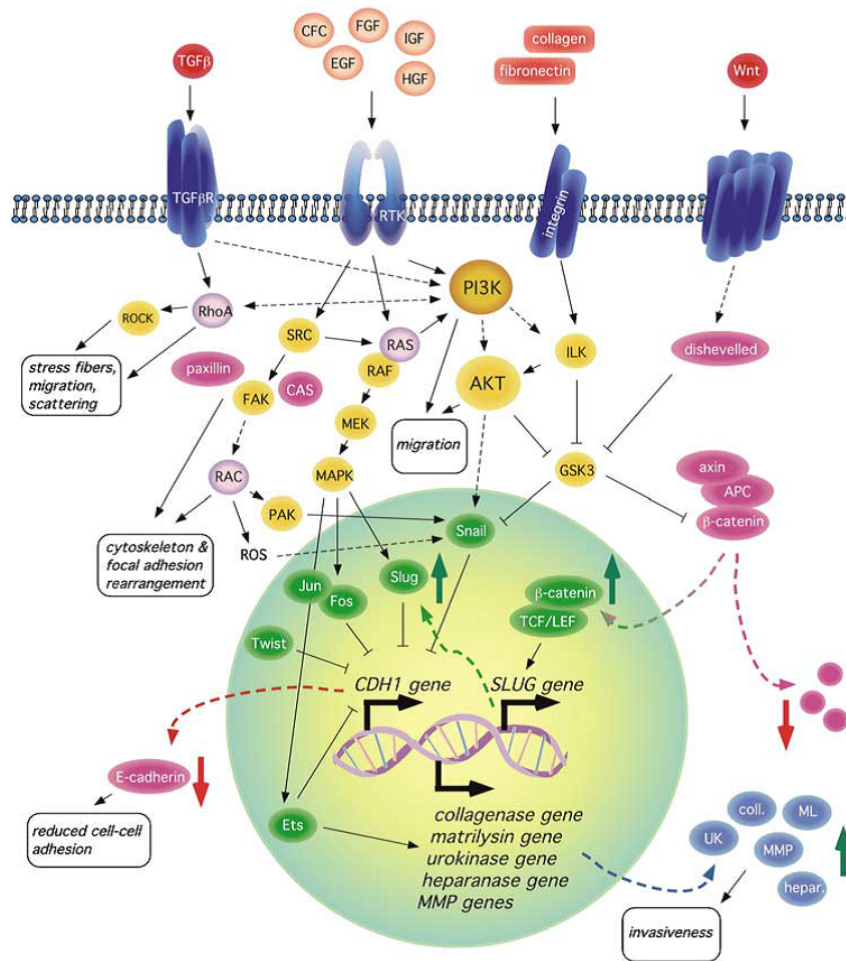 CFC
FGF
IGF
EGF
HGF
TGFβ
collagen
fibronectin
Wnt
TGFβR
RTK
integrin
PI3K
ROCK
RhoA
SRC
RAS
RAF
ILK
dishevelled
stress fibers,
migration,
scattering
paxillin
FAK
CAS
AKT
MEK
migration
GSK3
RAC
MAPK
axin
APC
β-catenin
PAK
Snail
cytoskeleton &
focal adhesion
rearrangement
ROS
Jun
Fos
Slug
β-catenin
TCF/LEF
Twist
CDH1 gene
SLUG gene
E-cadherin
reduced cell-cell
adhesion
Ets
collagenase gene
matrilysin gene
urokinase gene
heparanase gene
MMP genes
coll.
ML
UK
MMP
hepar.
invasiveness